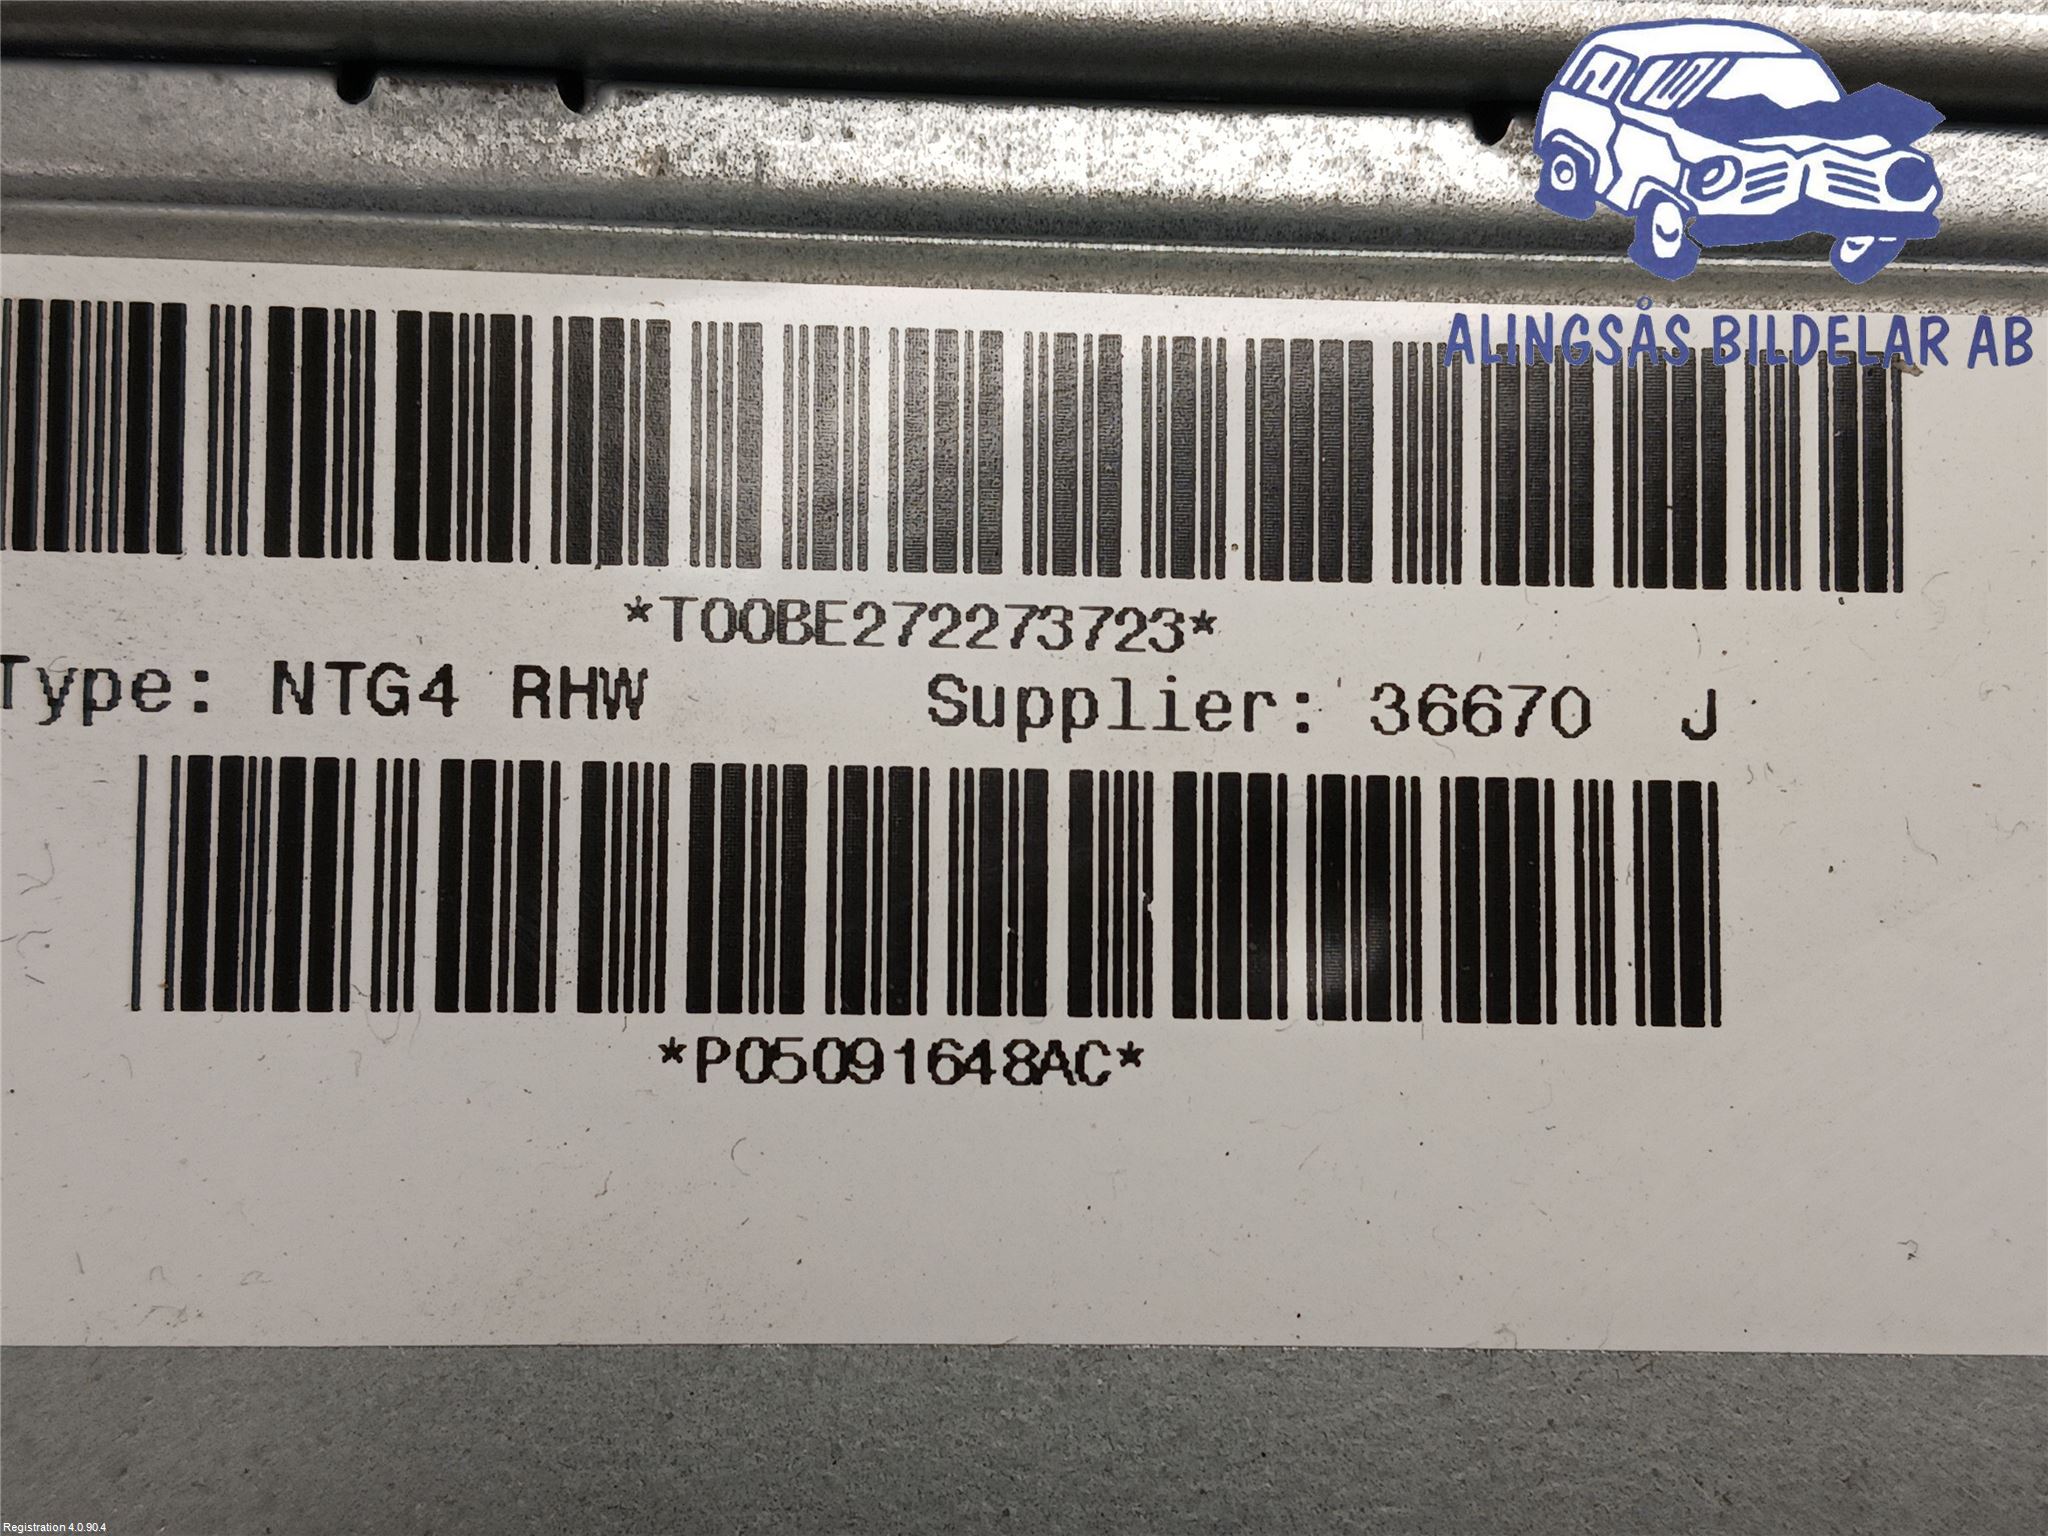 ALINGSÅS BILDELAR AB
*T00BE272273723*
Type: NTG4 RHW Supplier: 36670 J
*P05091648AC*
Registration 4.0.90.4